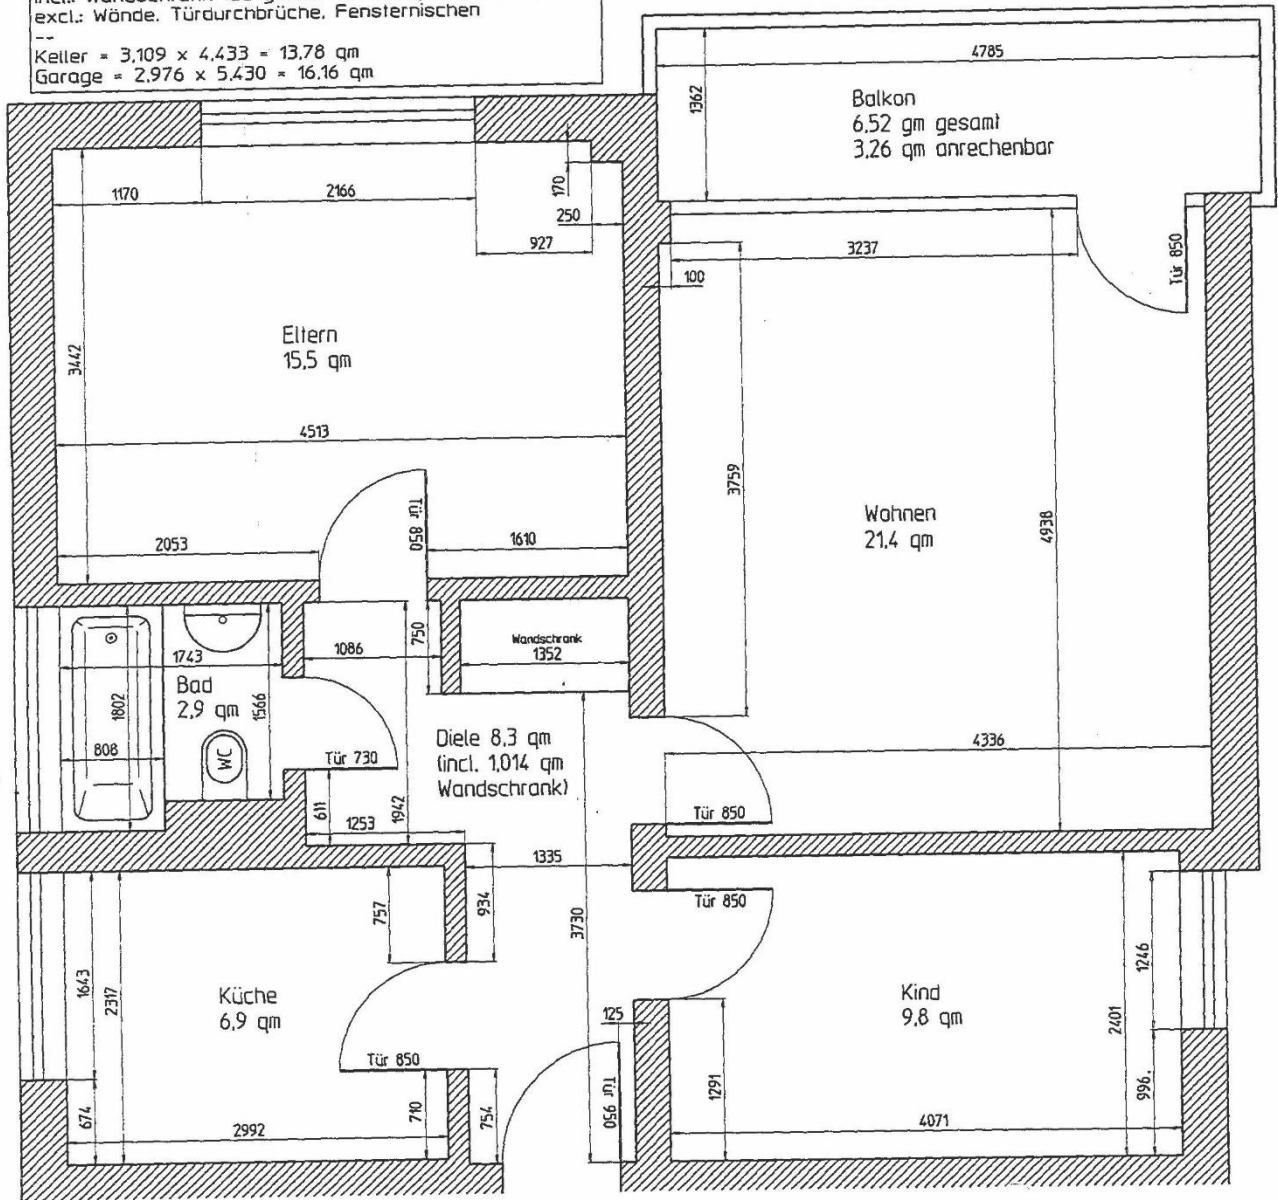 excl.: Wönde, Türdurchbrüche, Fensternischen
--
Keller = 3,109 x 4,433 = 13,78 qm
Garage = 2,976 x 5,430 = 16,16 qm
4785
1362
Balkon
6,52 gm gesamt
3,26 qm anrechenbar
1170
2166
170
250
927
3237
Tür 850
100
Eltern
15,5 qm
3442
4513
3759
4938
Wohnen
21,4 qm
2053
Tür 850
1610
750
Wandschrank
1352
1086
1743
Bad
2,9 qm
1802
1566
808
WC
Tür 730
Diele 8,3 qm
(incl. 1,014 qm
Wandschrank)
4336
611
1253
1942
Tür 850
1335
934
757
3730
Tür 850
1643
2317
Küche
6,9 qm
1246
Kind
9,8 qm
2401
125
Tür 850
674
2992
710
754
Tür 950
1291
4071
996.